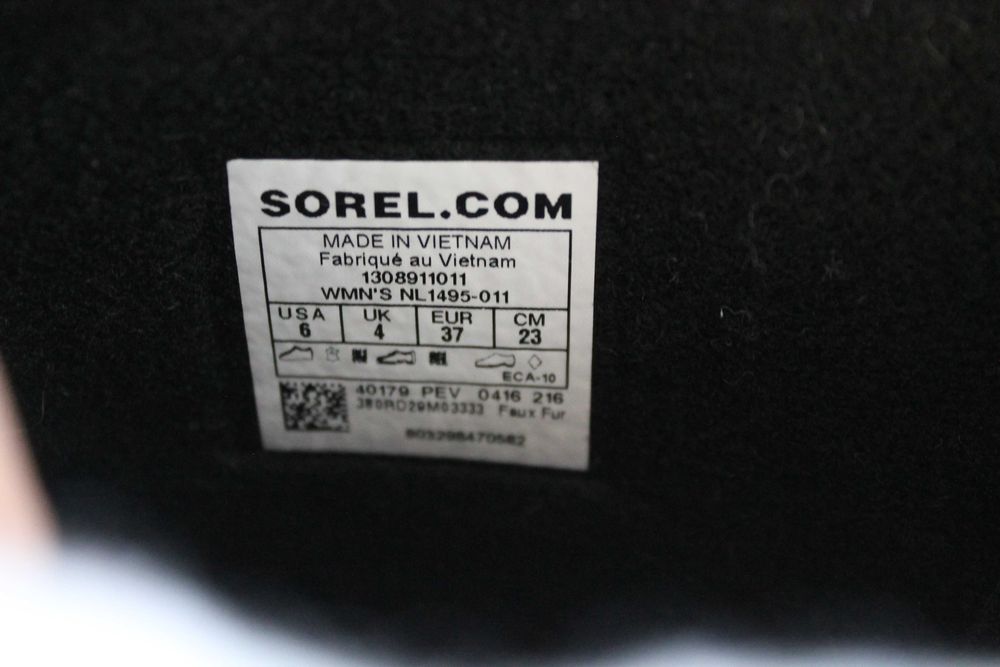 SOREL.COM
MADE IN VIETNAM
Fabriqué au Vietnam
1308911011
WMN'S NL1495-011
USA UK EUR CM
6 4 37 23
ECA-10
40179 PEV 0416 216
Faux Fur